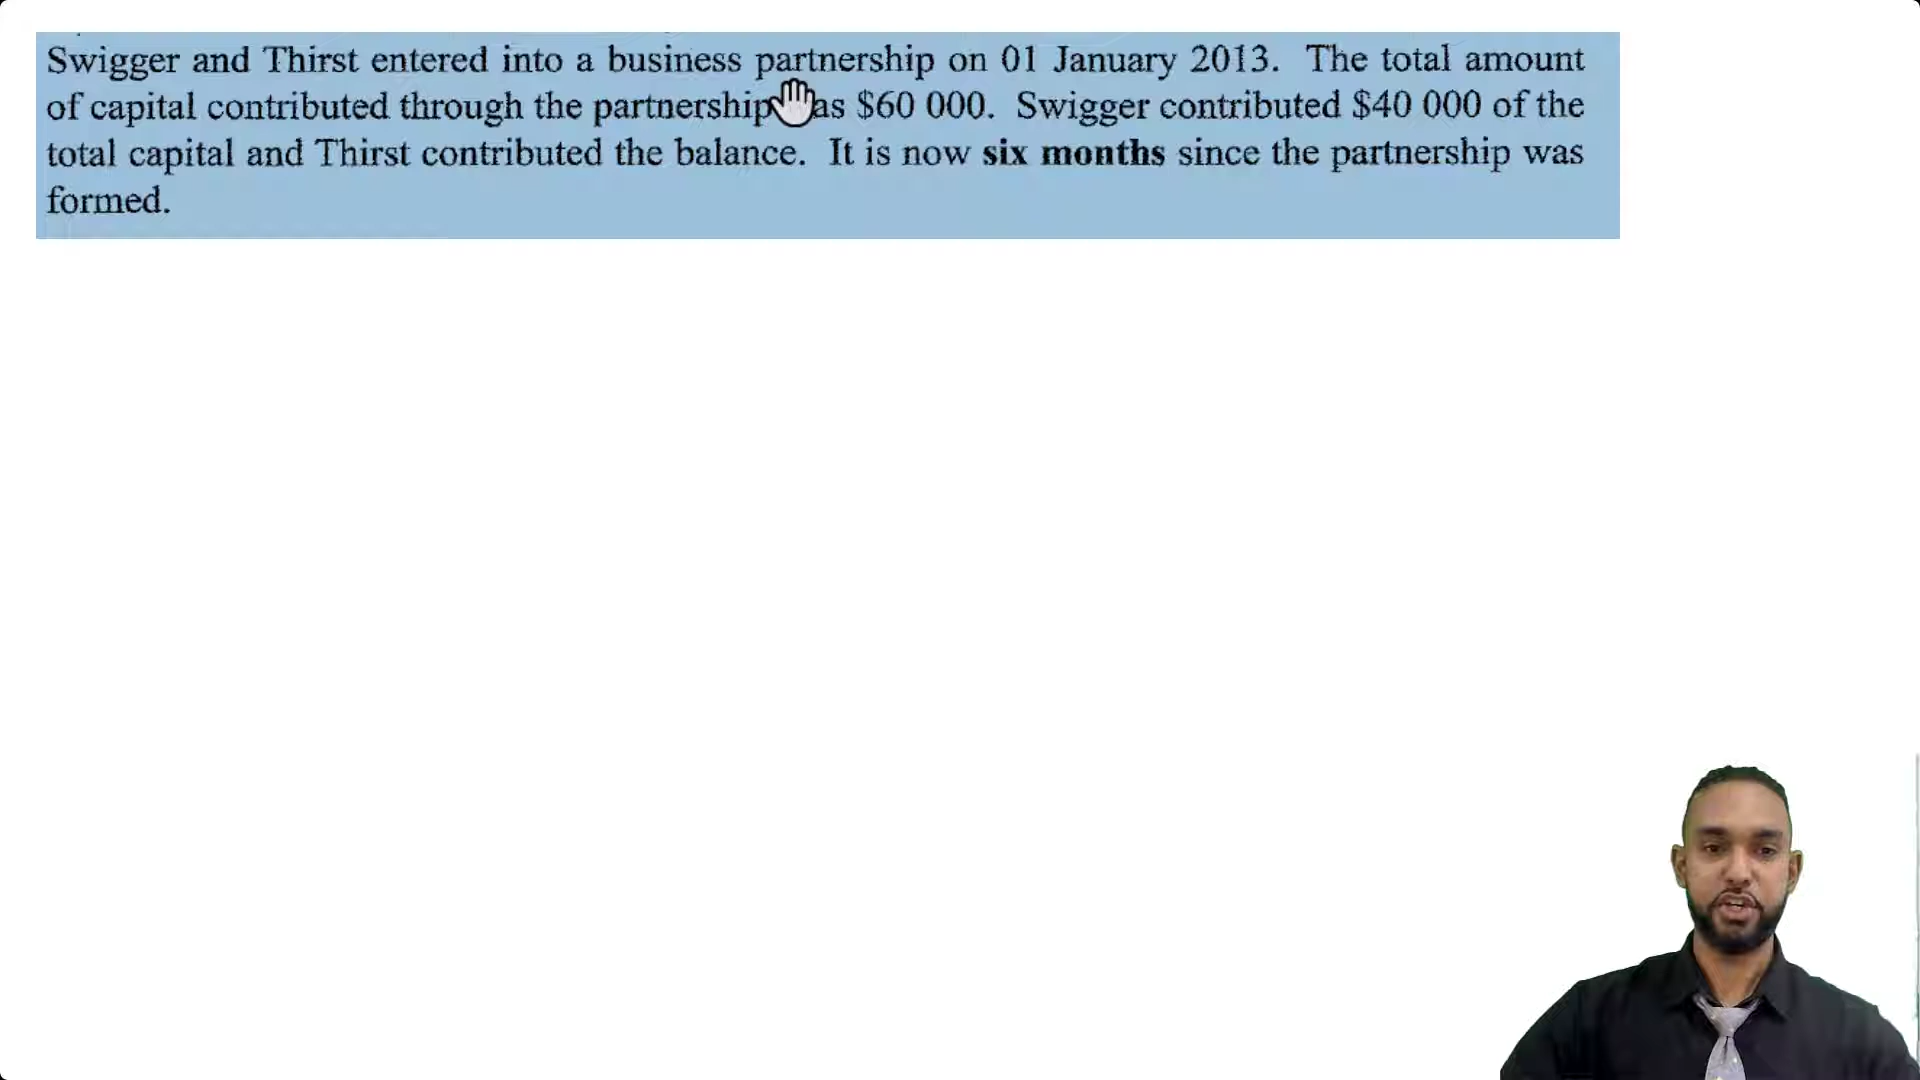 Swigger and Thirst entered into a business partnership on 01 January 2013. The total amount
of capital contributed through the partnership as $60 000. Swigger contributed $40 000 of the
total capital and Thirst contributed the balance. It is now six months since the partnership was
formed.